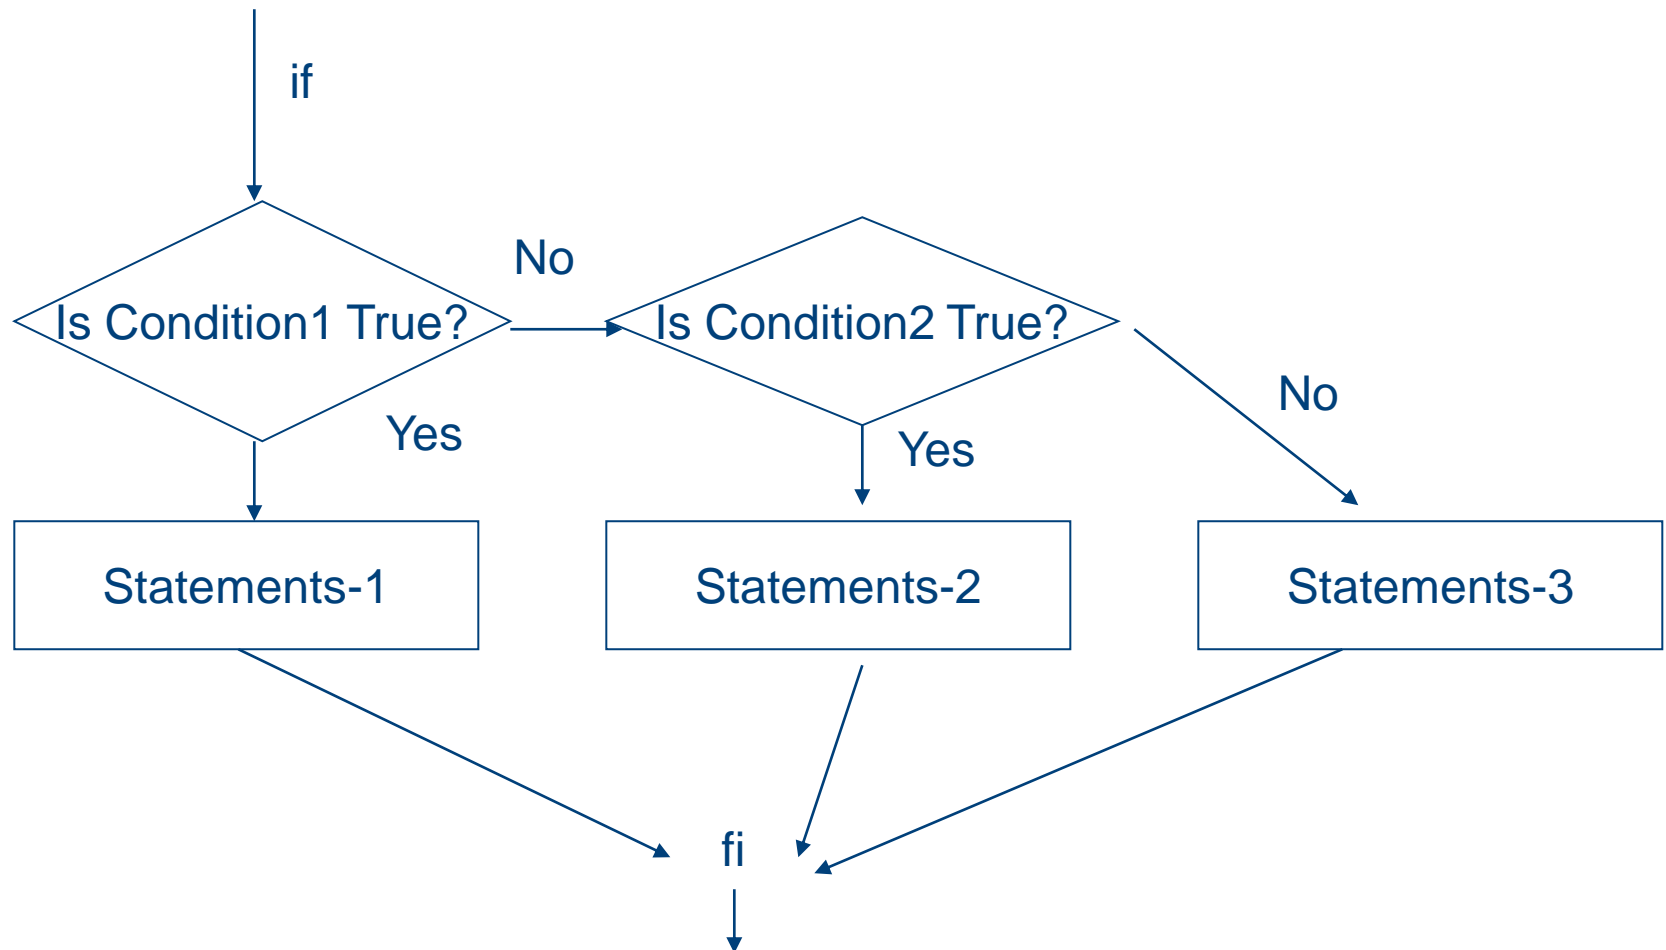 if
No
Is Condition1 True?
Is Condition2 True?
No
Yes
Yes
Statements-1
Statements-2
Statements-3
fi